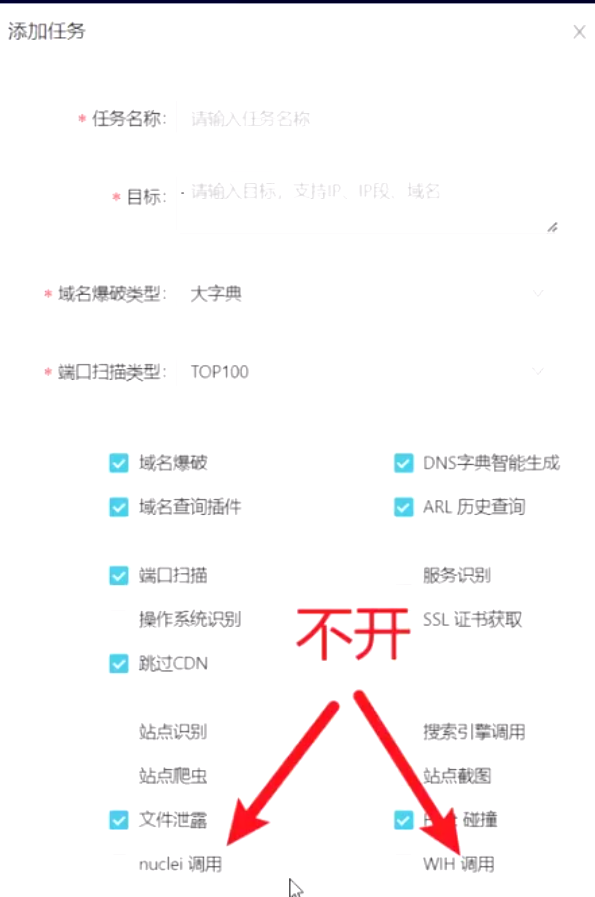 添加任务
* 任务名称: 请输入任务名称
* 目标: 请输入目标，支持IP、IP段、域名
* 域名爆破类型: 大字典
* 端口扫描类型: TOP100
域名爆破 DNS字典智能生成
域名查询插件 ARL 历史查询
端口扫描 服务识别
操作系统识别 SSL 证书获取
不开
跳过CDN
站点识别 搜索引擎调用
站点爬虫 站点截图
文件泄露 碰撞
nuclei 调用 WIH 调用